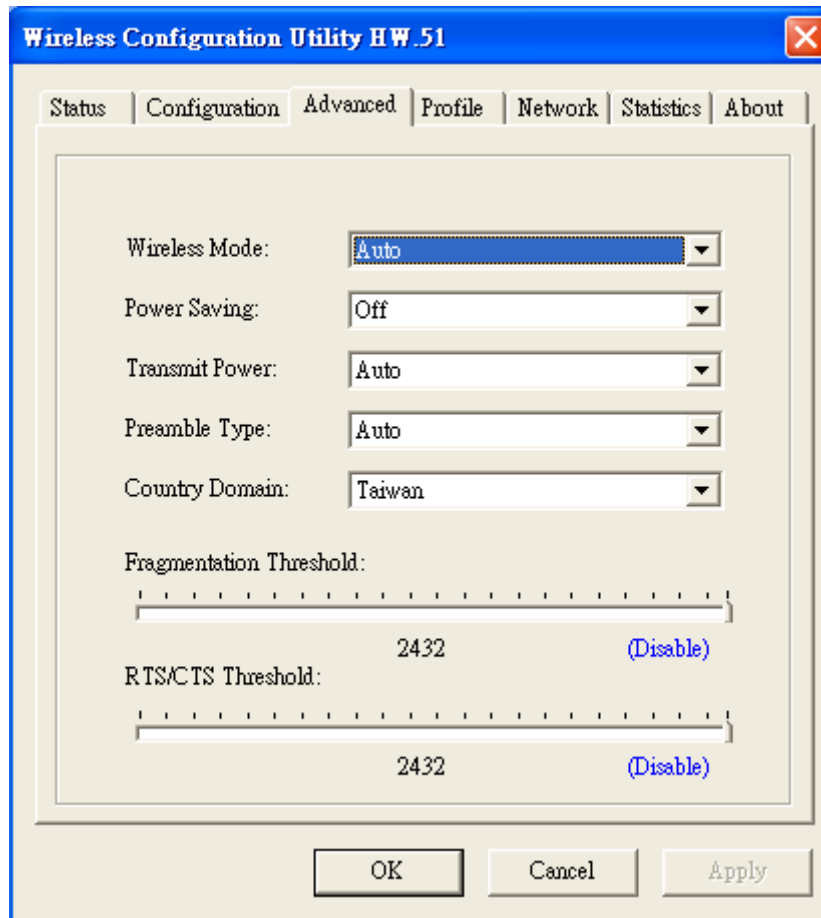 Wireless Configuration Utility HW.51
Status Configuration Advanced Profile Network Statistics About
Wireless Mode: Auto
Power Saving: Off
Transmit Power: Auto
Preamble Type: Auto
Country Domain: Taiwan
Fragmentation Threshold:
2432 (Disable)
RTS/CTS Threshold:
2432 (Disable)
OK Cancel Apply